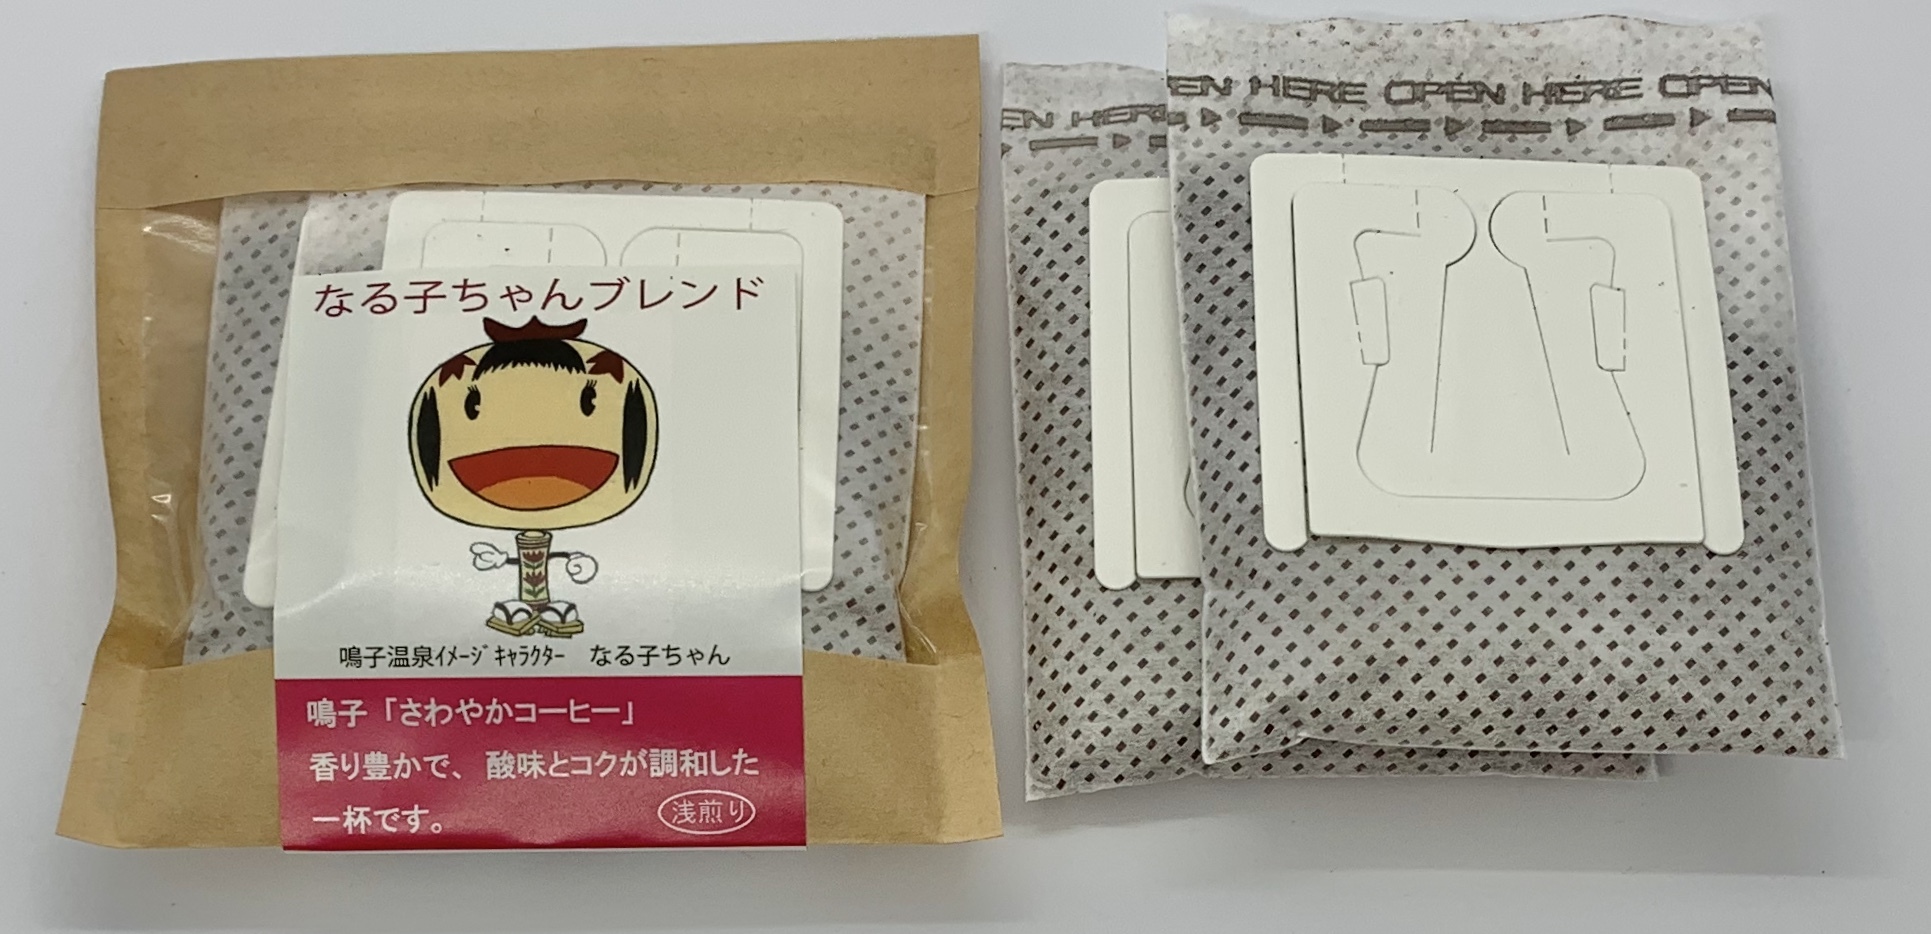 なる子ちゃんブレンド
鳴子温泉ｲﾒｰｼﾞｷｬﾗｸﾀｰ　なる子ちゃん
鳴子「さわやかコーヒー」
香り豊かで、酸味とコクが調和した
一杯です。
浅煎り
EN HERE
EN HERE OPEN HERE OPEN